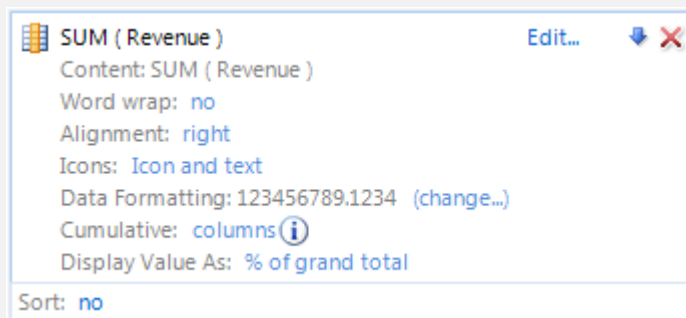 SUM ( Revenue ) Edit...
Content: SUM ( Revenue )
Word wrap: no
Alignment: right
Icons: Icon and text
Data Formatting: 123456789.1234 (change...)
Cumulative: columns
Display Value As: % of grand total
Sort: no